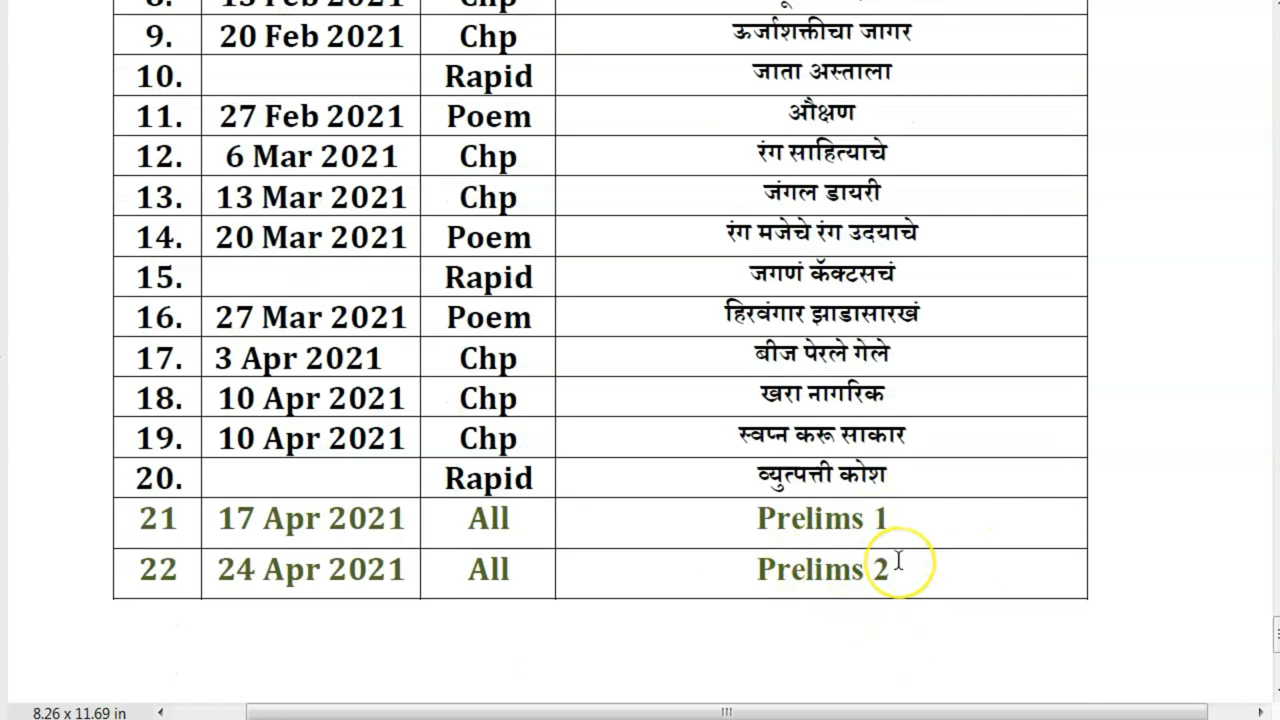 8. 13 Feb 2021 Chp
9. 20 Feb 2021 Chp ऊर्जाशक्तीचा जागर
10. Rapid जाता अस्ताला
11. 27 Feb 2021 Poem औक्षण
12. 6 Mar 2021 Chp रंग साहित्याचे
13. 13 Mar 2021 Chp जंगल डायरी
14. 20 Mar 2021 Poem रंग मजेचे रंग उदयाचे
15. Rapid जगणं कॅक्टसचं
16. 27 Mar 2021 Poem हिरवंगार झाडासारखं
17. 3 Apr 2021 Chp बीज पेरले गेले
18. 10 Apr 2021 Chp खरा नागरिक
19. 10 Apr 2021 Chp स्वप्न करू साकार
20. Rapid व्युत्पत्ती कोश
21 17 Apr 2021 All Prelims 1
22 24 Apr 2021 All Prelims 2
8.26 x 11.69 in